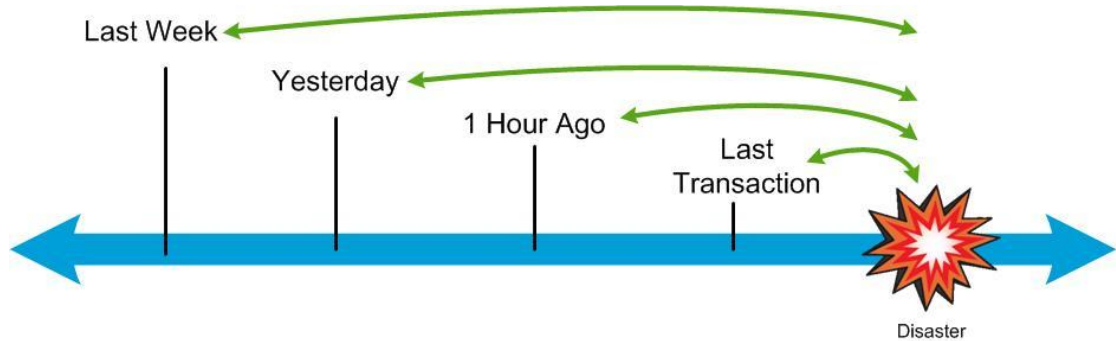 Last Week
Yesterday
1 Hour Ago
Last
Transaction
Disaster